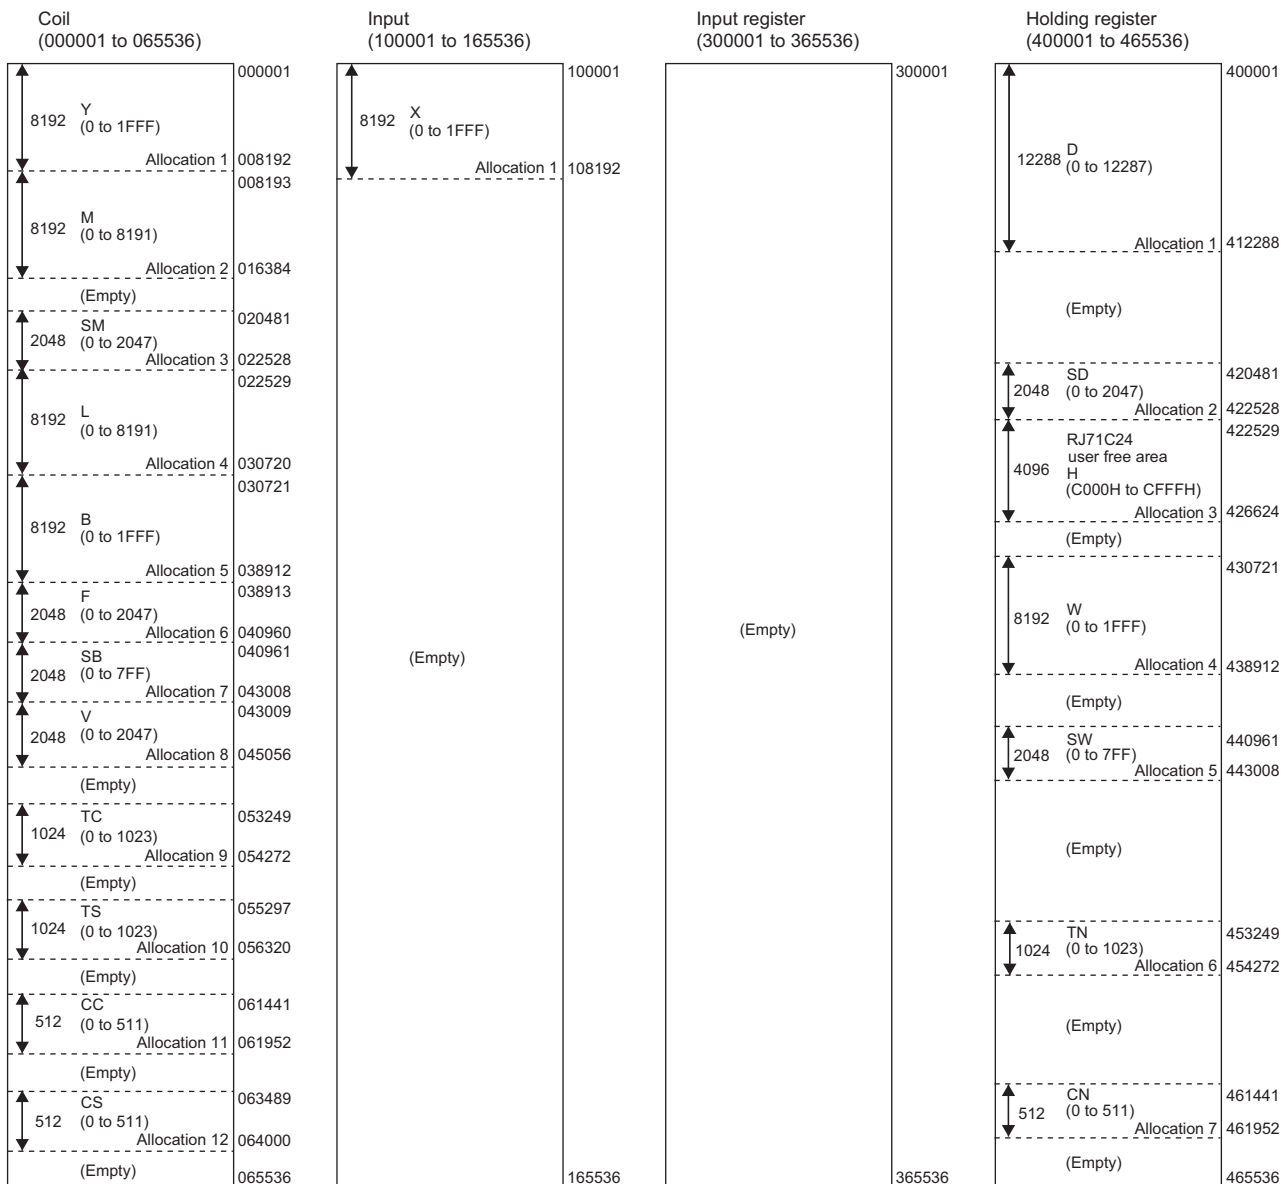 Coil
(000001 to 065536)
000001
8192
Y
(0 to 1FFF)
Allocation 1
008192
008193
8192
M
(0 to 8191)
Allocation 2
016384
(Empty)
020481
2048
SM
(0 to 2047)
Allocation 3
022528
022529
8192
L
(0 to 8191)
Allocation 4
030720
030721
8192
B
(0 to 1FFF)
Allocation 5
038912
038913
2048
F
(0 to 2047)
Allocation 6
040960
040961
2048
SB
(0 to 7FF)
Allocation 7
043008
043009
2048
V
(0 to 2047)
Allocation 8
045056
(Empty)
053249
1024
TC
(0 to 1023)
Allocation 9
054272
(Empty)
055297
1024
TS
(0 to 1023)
Allocation 10
056320
(Empty)
061441
512
CC
(0 to 511)
Allocation 11
061952
(Empty)
063489
512
CS
(0 to 511)
Allocation 12
064000
(Empty)
065536
Input
(100001 to 165536)
100001
8192
X
(0 to 1FFF)
Allocation 1
108192
(Empty)
165536
Input register
(300001 to 365536)
300001
(Empty)
365536
Holding register
(400001 to 465536)
400001
12288
D
(0 to 12287)
Allocation 1
412288
(Empty)
420481
2048
SD
(0 to 2047)
Allocation 2
422528
422529
4096
RJ71C24
user free area
H
(C000H to CFFFH)
Allocation 3
426624
(Empty)
430721
8192
W
(0 to 1FFF)
Allocation 4
438912
(Empty)
440961
2048
SW
(0 to 7FF)
Allocation 5
443008
(Empty)
453249
1024
TN
(0 to 1023)
Allocation 6
454272
(Empty)
461441
512
CN
(0 to 511)
Allocation 7
461952
(Empty)
465536